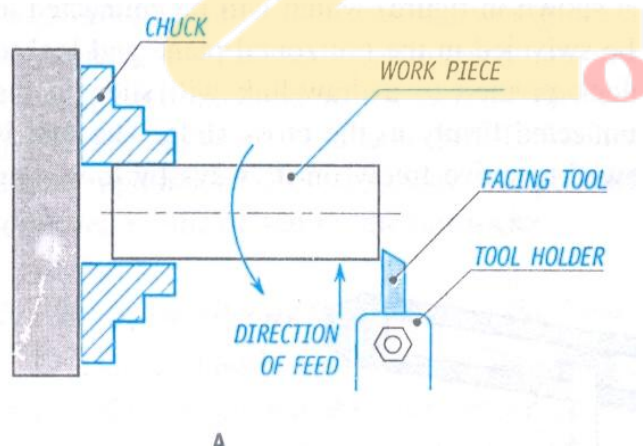 CHUCK
WORK PIECE
FACING TOOL
TOOL HOLDER
DIRECTION
OF FEED
A